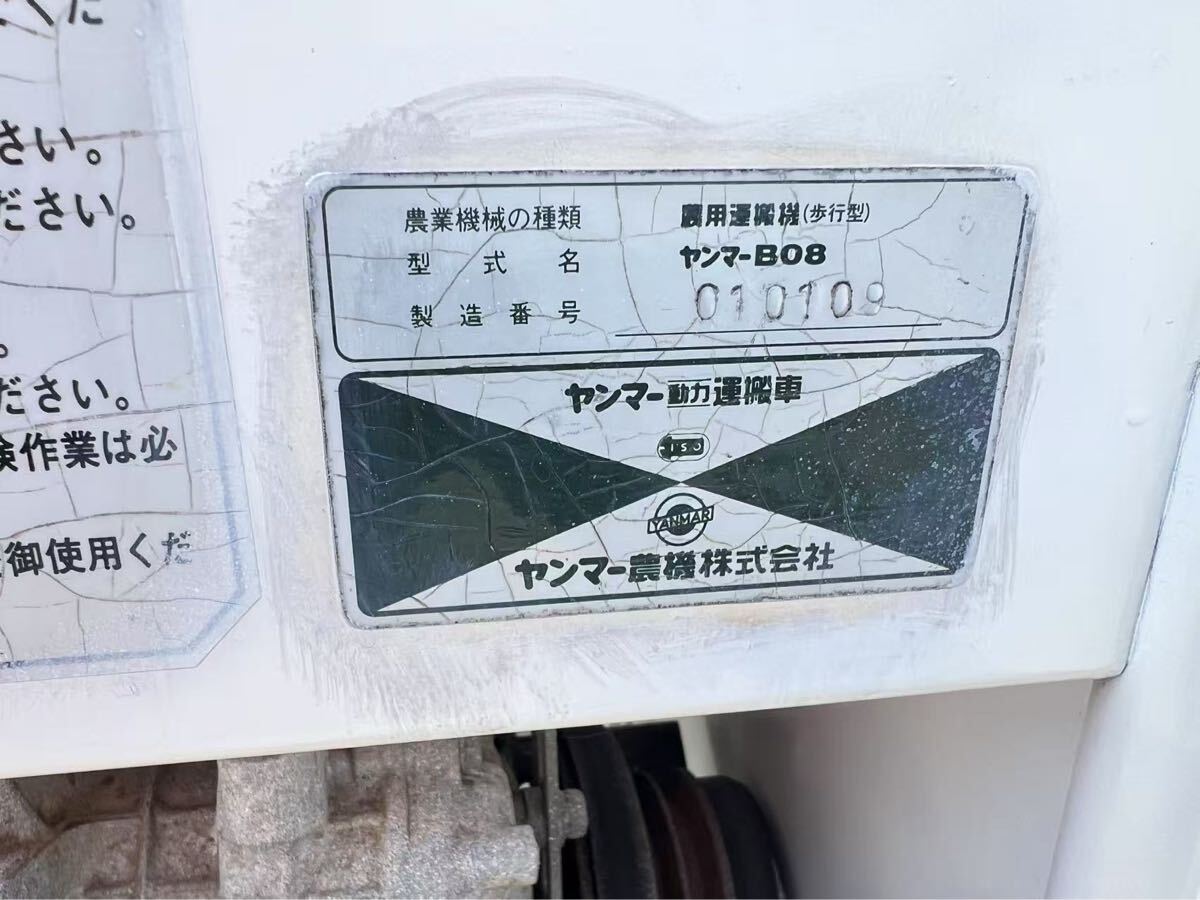 くだ
さい。
ださい。
。
ださい。
検作業は必
御使用くだ
農業機械の種類 農用運搬機(歩行型)
型式名 ヤンマーB08
製造番号 010109
ヤンマー動力運搬車
YANMAR
ヤンマー農機株式会社